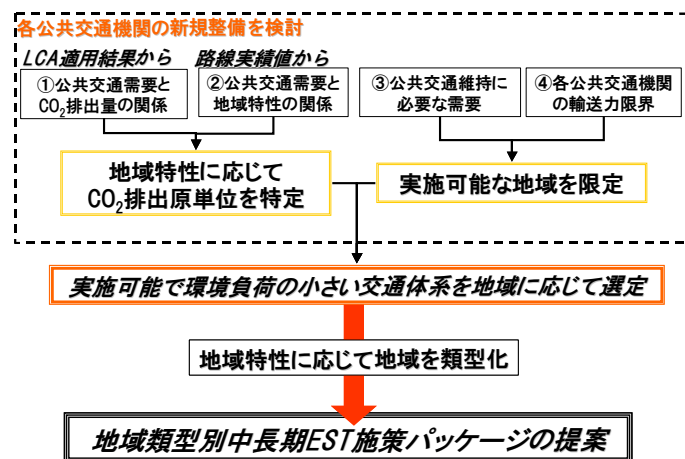 各公共交通機関の新規整備を検討
LCA適用結果から 路線実績値から
①公共交通需要と
CO₂排出量の関係
②公共交通需要と
地域特性の関係
③公共交通維持に
必要な需要
④各公共交通機関
の輸送力限界
地域特性に応じて
CO₂排出原単位を特定
実施可能な地域を限定
実施可能で環境負荷の小さい交通体系を地域に応じて選定
地域特性に応じて地域を類型化
地域類型別中長期EST施策パッケージの提案